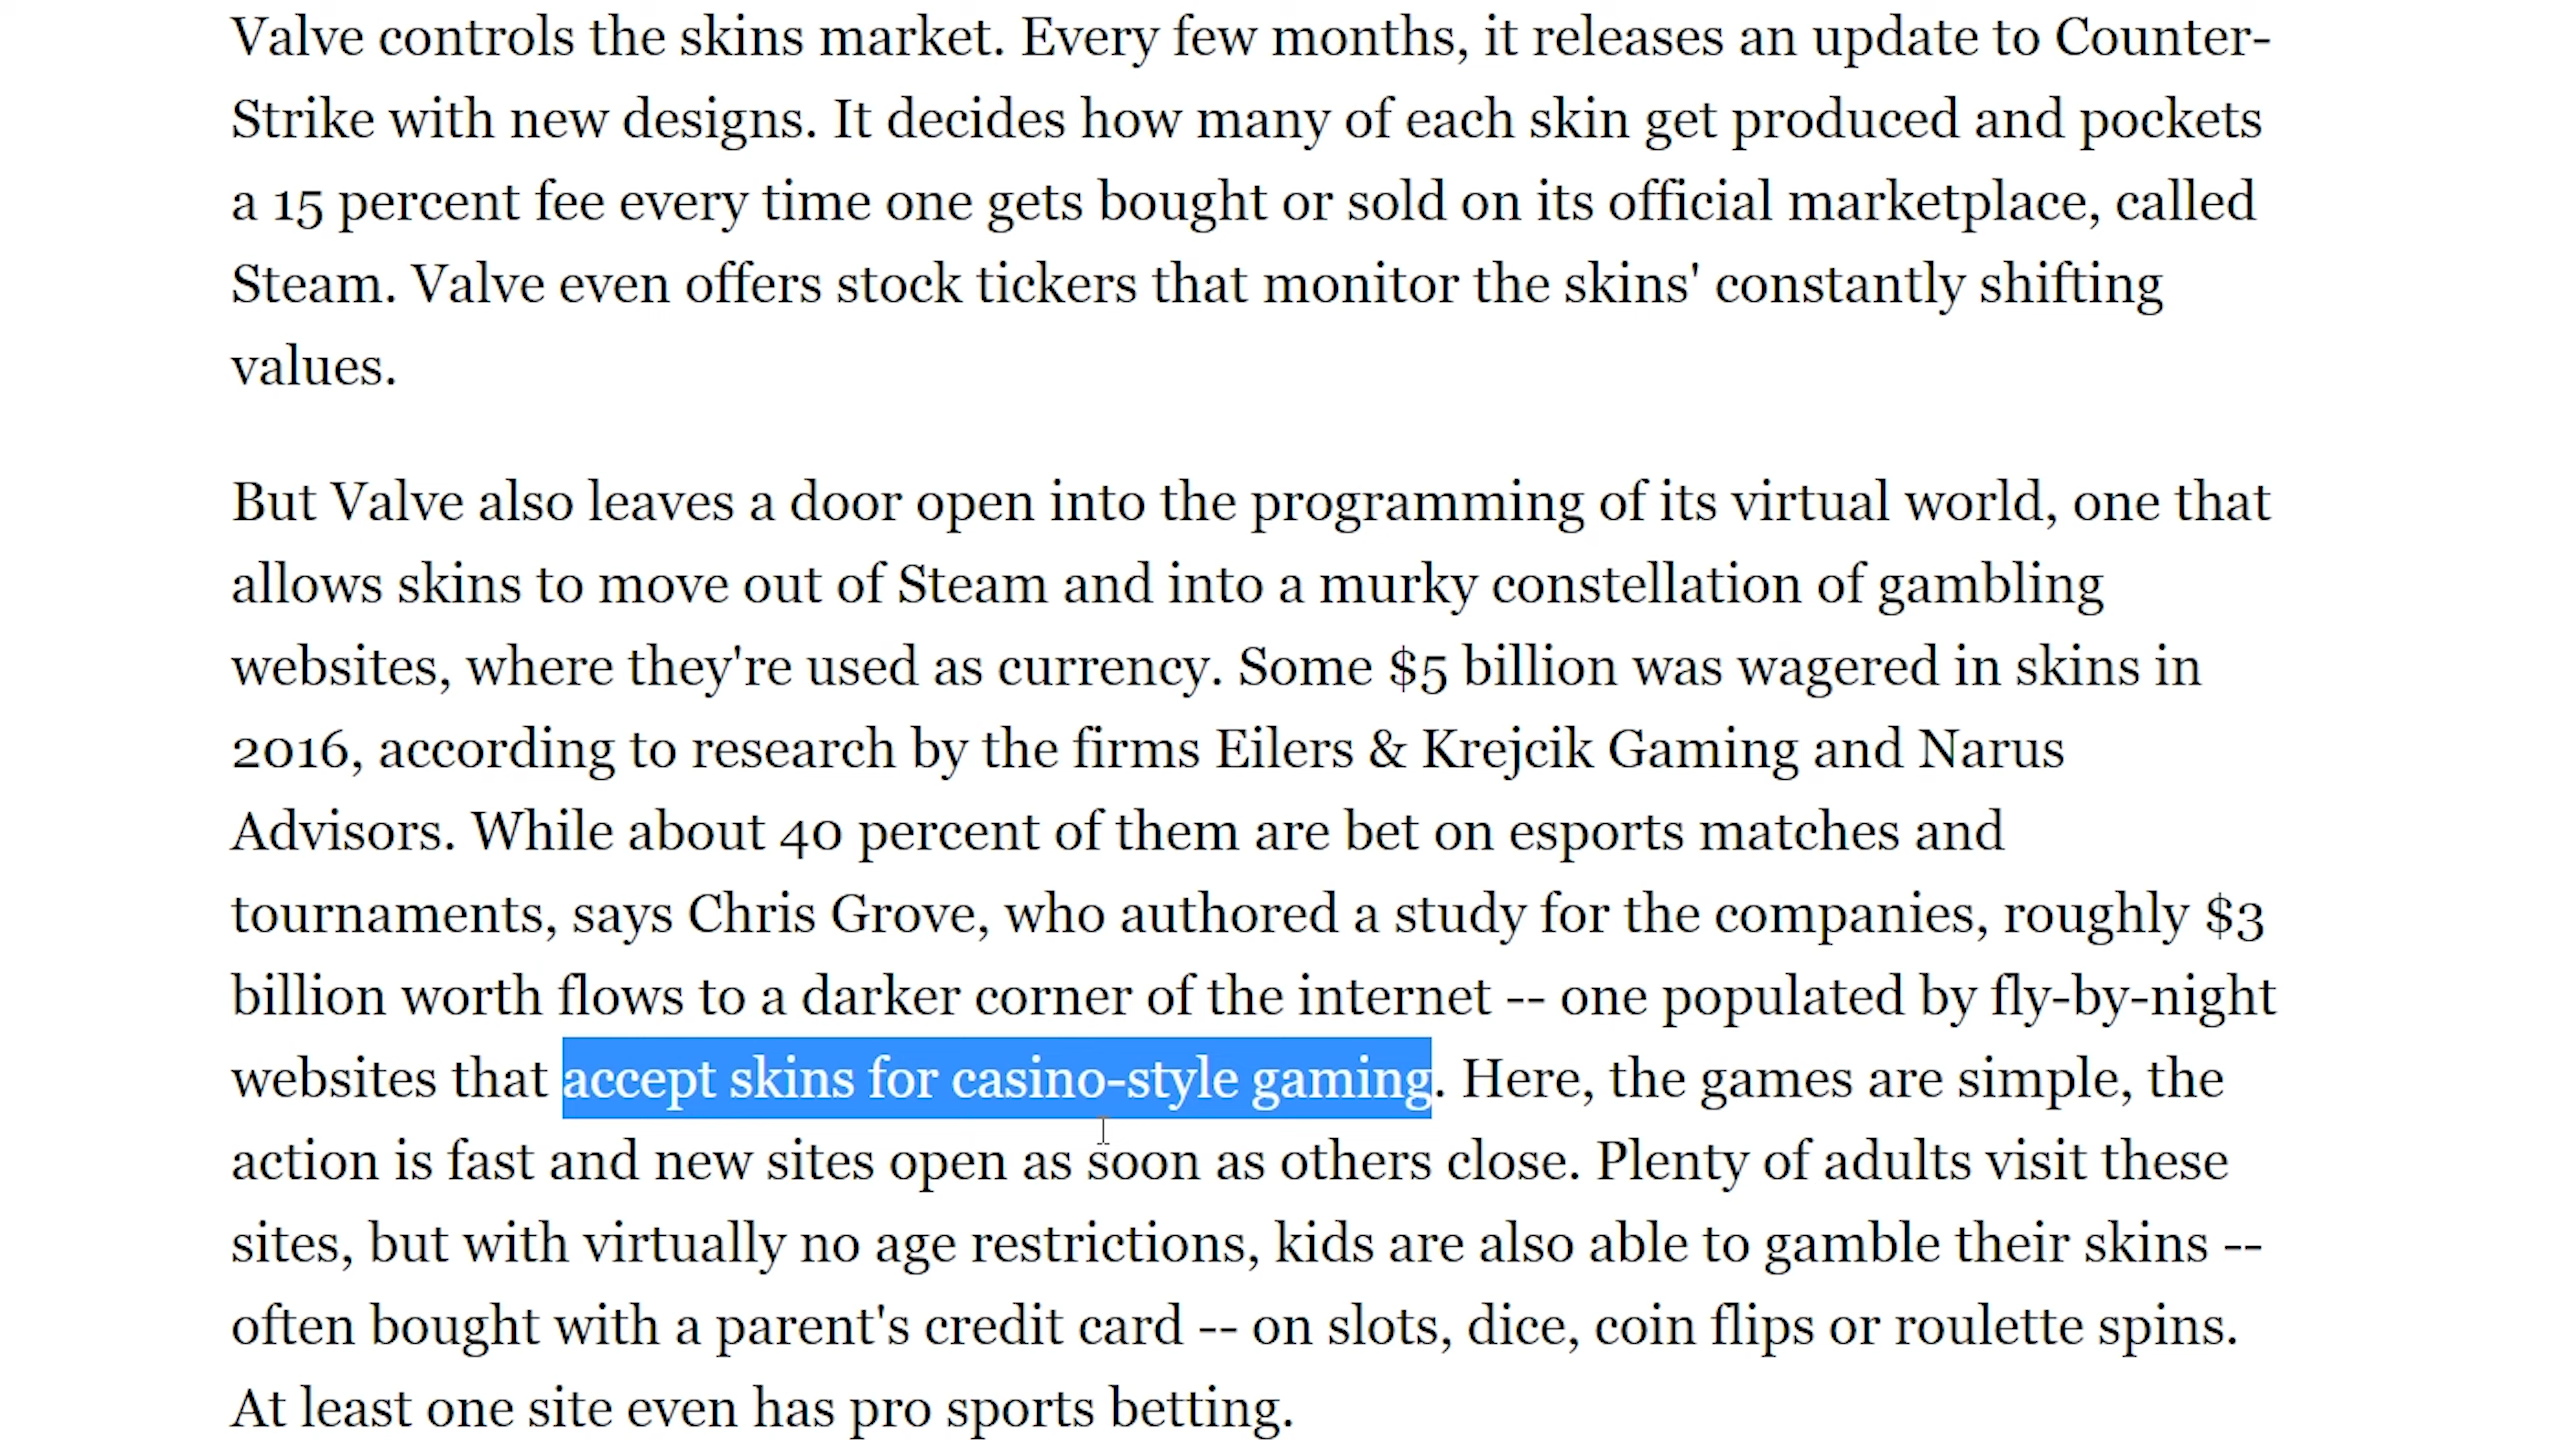 Valve controls the skins market. Every few months, it releases an update to Counter-
Strike with new designs. It decides how many of each skin get produced and pockets
a 15 percent fee every time one gets bought or sold on its official marketplace, called
Steam. Valve even offers stock tickers that monitor the skins' constantly shifting
values.
But Valve also leaves a door open into the programming of its virtual world, one that
allows skins to move out of Steam and into a murky constellation of gambling
websites, where they're used as currency. Some $5 billion was wagered in skins in
2016, according to research by the firms Eilers & Krejcik Gaming and Narus
Advisors. While about 40 percent of them are bet on esports matches and
tournaments, says Chris Grove, who authored a study for the companies, roughly $3
billion worth flows to a darker corner of the internet -- one populated by fly-by-night
websites that accept skins for casino-style gaming. Here, the games are simple, the
action is fast and new sites open as soon as others close. Plenty of adults visit these
sites, but with virtually no age restrictions, kids are also able to gamble their skins --
often bought with a parent's credit card -- on slots, dice, coin flips or roulette spins.
At least one site even has pro sports betting.